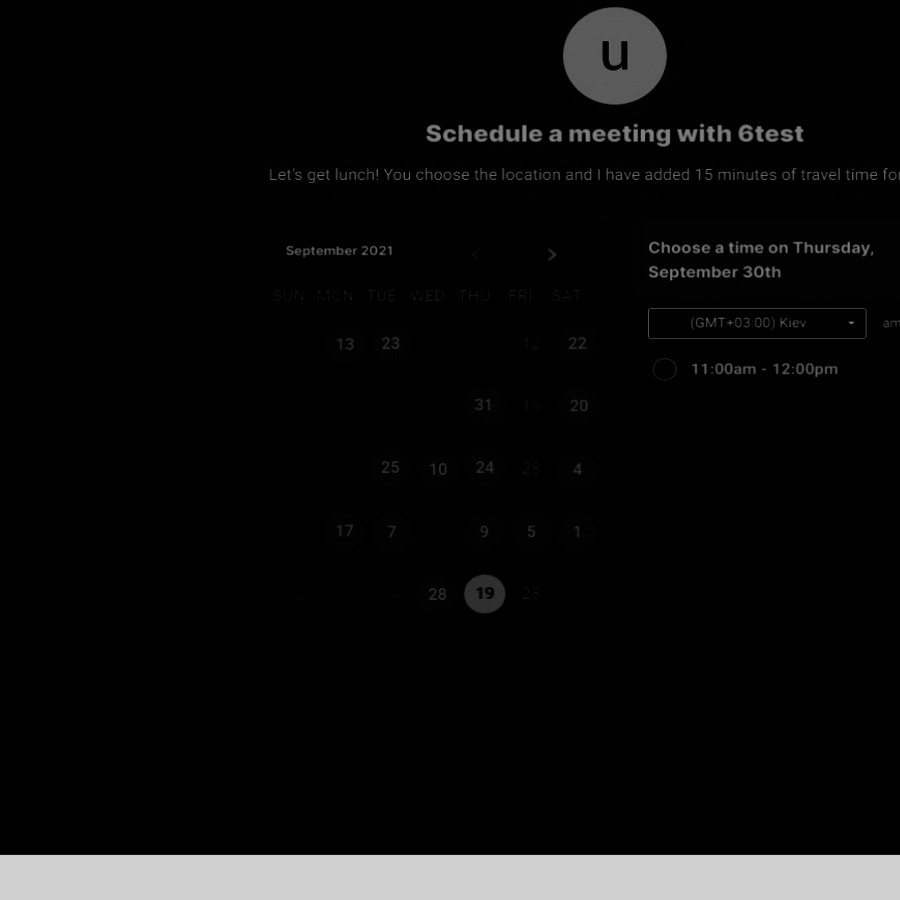 u
Schedule a meeting with 6test
Let's get lunch! You choose the location and I have added 15 minutes of travel time for
September 2021
SUN MON TUE WED THU FRI SAT
13 23 12 22
31 19 20
25 10 24 28 4
17 7 9 5 1
28 19 28
Choose a time on Thursday,
September 30th
(GMT+03:00) Kiev am
11:00am - 12:00pm